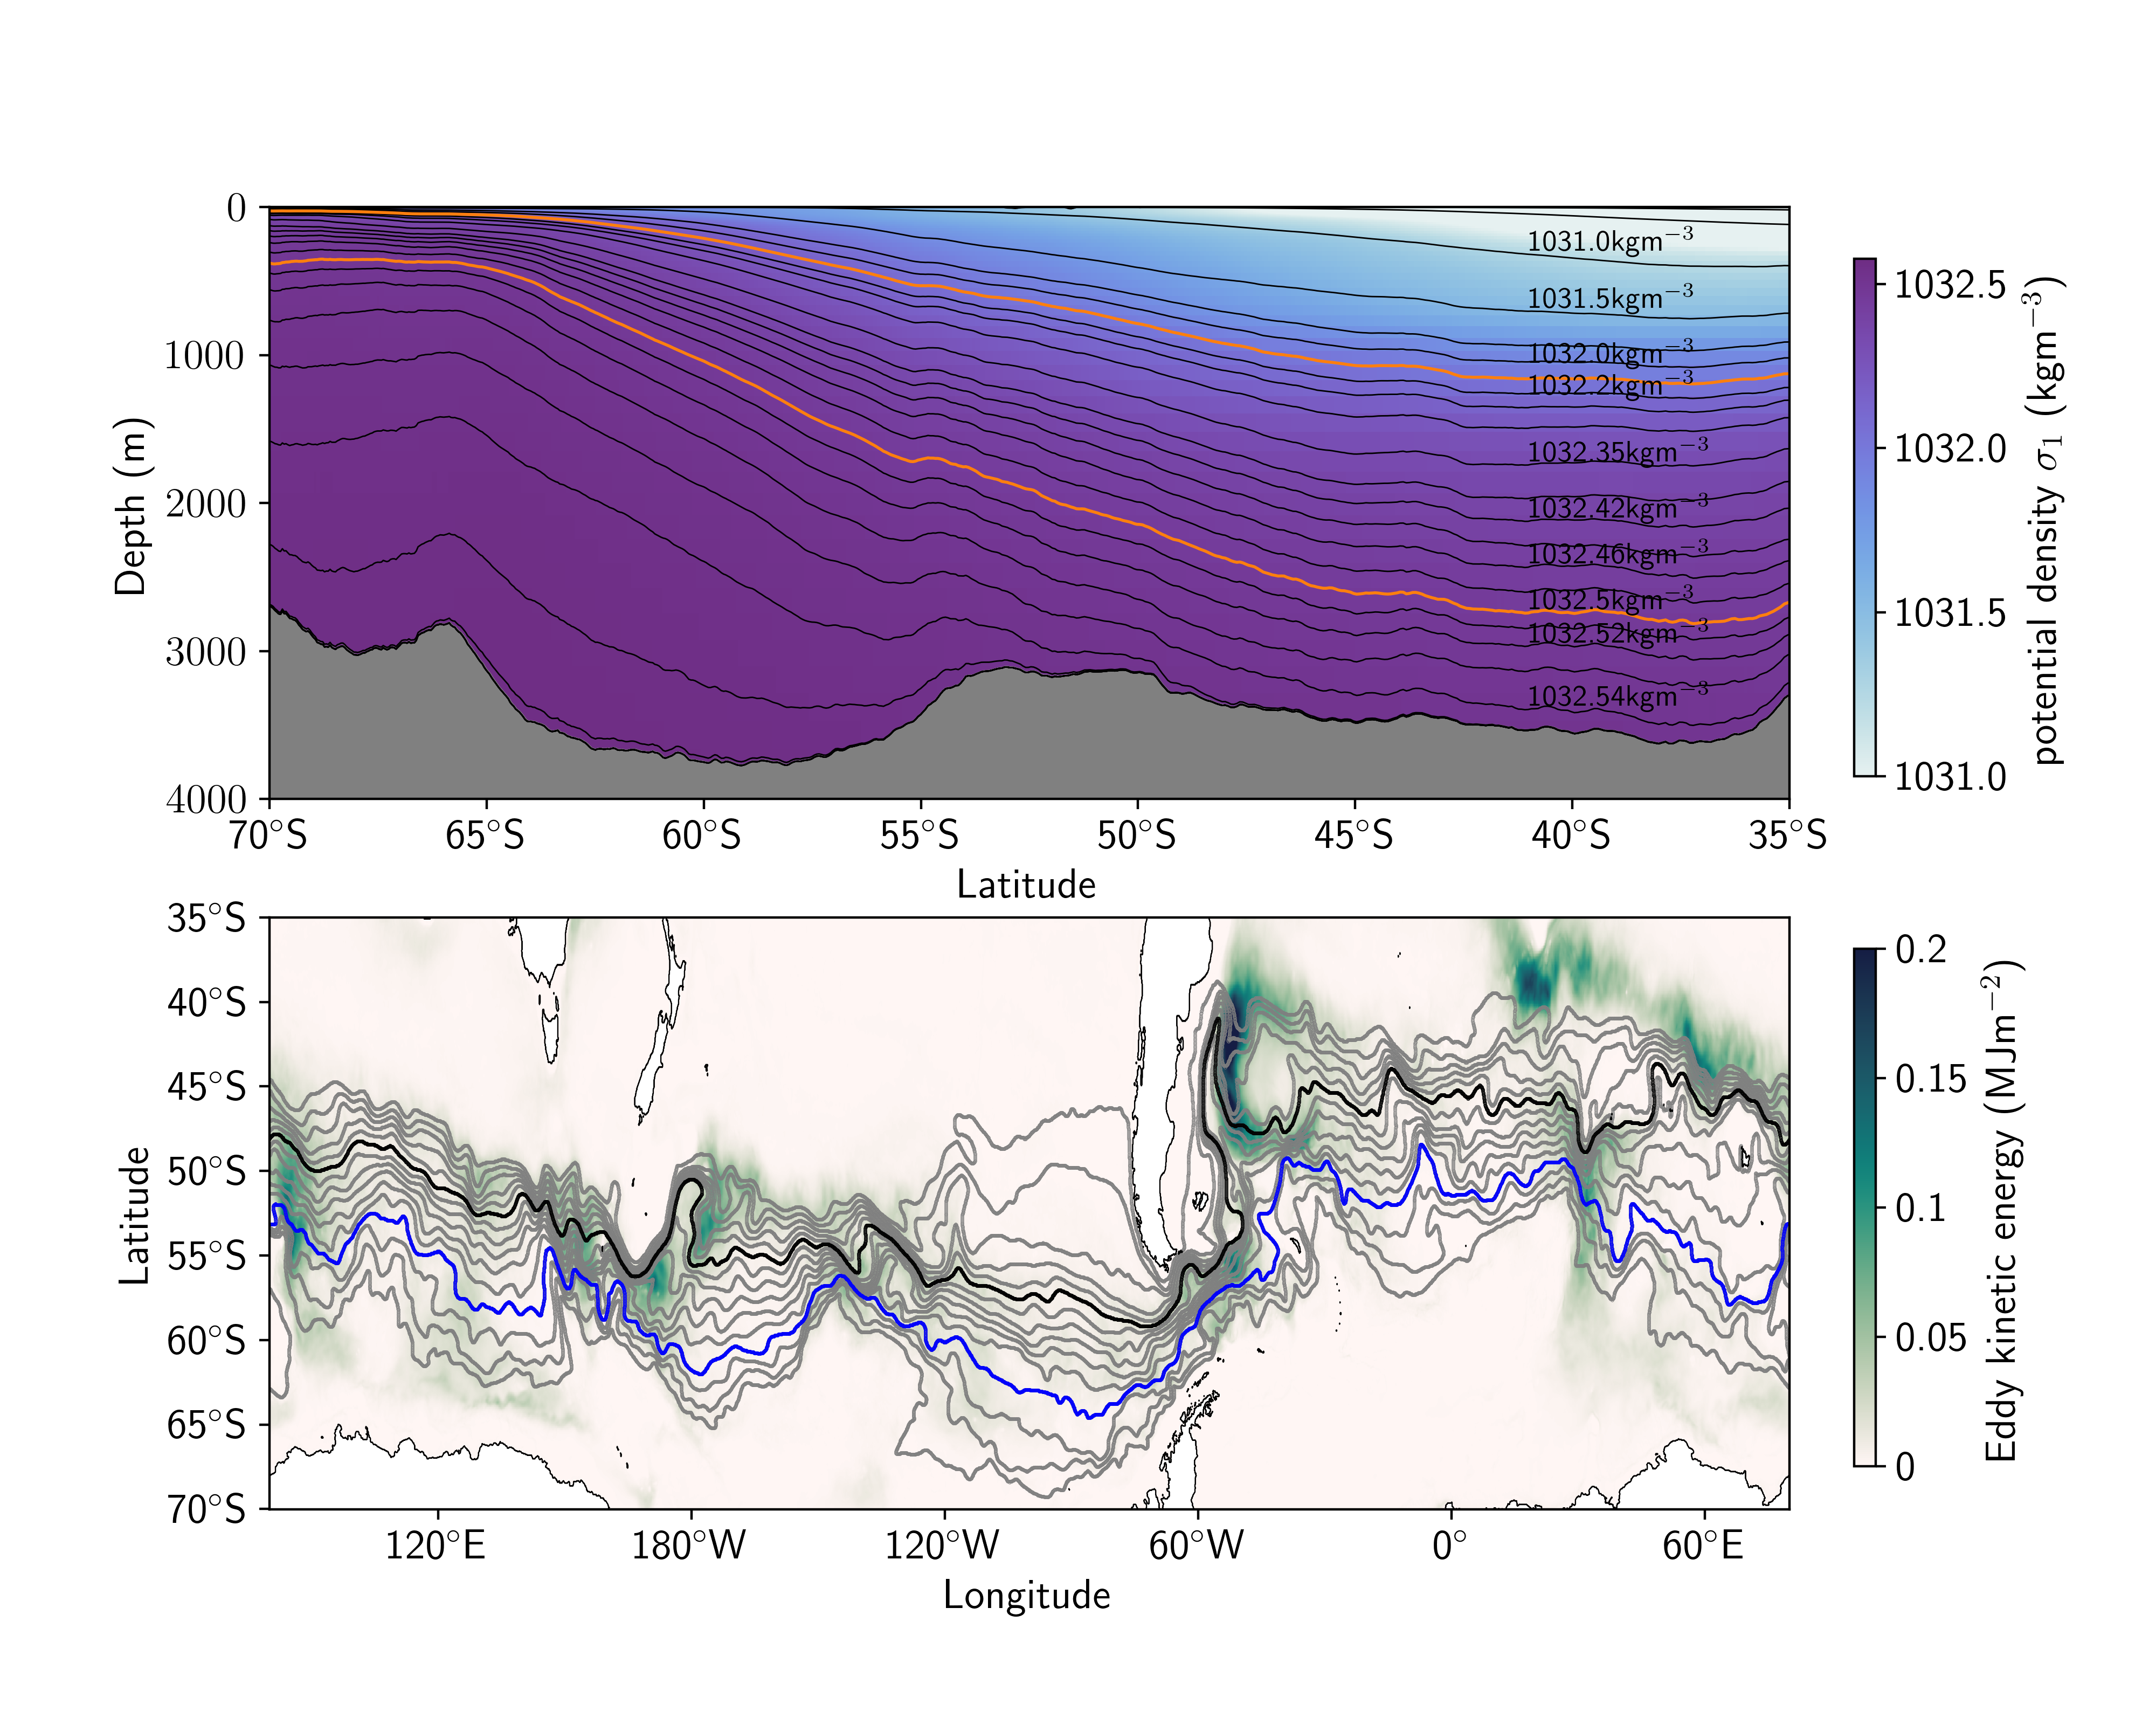 0
1000
2000
3000
4000
Depth (m)
70°S 65°S 60°S 55°S 50°S 45°S 40°S 35°S
Latitude
1031.0kgm⁻³
1031.5kgm⁻³
1032.0kgm⁻³
1032.2kgm⁻³
1032.35kgm⁻³
1032.42kgm⁻³
1032.46kgm⁻³
1032.5kgm⁻³
1032.52kgm⁻³
1032.54kgm⁻³
1032.5
1032.0
1031.5
1031.0
potential density σ₁ (kgm⁻³)
35°S
40°S
45°S
50°S
55°S
60°S
65°S
70°S
Latitude
120°E 180°W 120°W 60°W 0° 60°E
Longitude
0.2
0.15
0.1
0.05
0
Eddy kinetic energy (MJm⁻²)